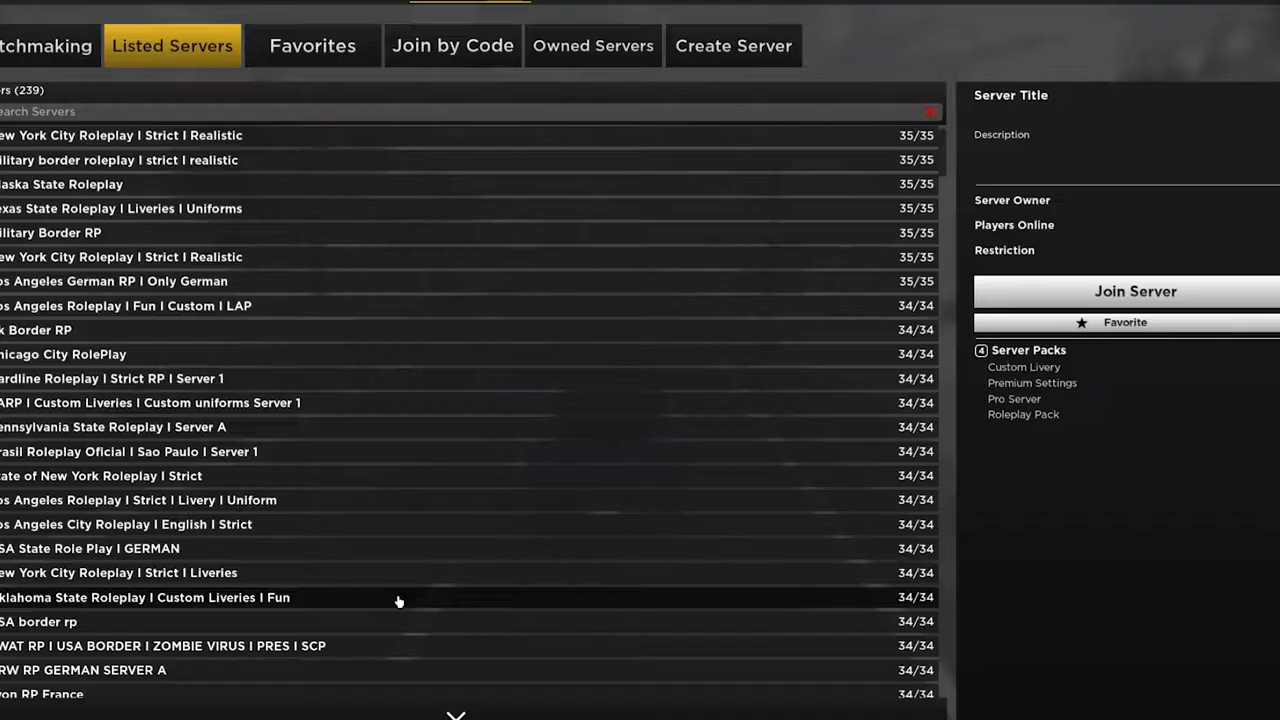 tchmaking
Listed Servers
Favorites
Join by Code
Owned Servers
Create Server
rs (239)
earch Servers
ew York City Roleplay I Strict I Realistic 35/35
ilitary border roleplay I strict I realistic 35/35
laska State Roleplay 35/35
exas State Roleplay I Liveries I Uniforms 35/35
ilitary Border RP 35/35
ew York City Roleplay I Strict I Realistic 35/35
os Angeles German RP I Only German 35/35
os Angeles Roleplay I Fun I Custom I LAP 34/34
k Border RP 34/34
hicago City RolePlay 34/34
ardline Roleplay I Strict RP I Server 1 34/34
ARP I Custom Liveries I Custom uniforms Server 1 34/34
ennsylvania State Roleplay I Server A 34/34
rasil Roleplay Oficial I Sao Paulo I Server 1 34/34
tate of New York Roleplay I Strict 34/34
os Angeles Roleplay I Strict I Livery I Uniform 34/34
os Angeles City Roleplay I English I Strict 34/34
SA State Role Play I GERMAN 34/34
ew York City Roleplay I Strict I Liveries 34/34
klahoma State Roleplay I Custom Liveries I Fun 34/34
SA border rp 34/34
WAT RP I USA BORDER I ZOMBIE VIRUS I PRES I SCP 34/34
RW RP GERMAN SERVER A 34/34
yon RP France 34/34
Server Title
Description
Server Owner
Players Online
Restriction
Join Server
★ Favorite
4 Server Packs
Custom Livery
Premium Settings
Pro Server
Roleplay Pack